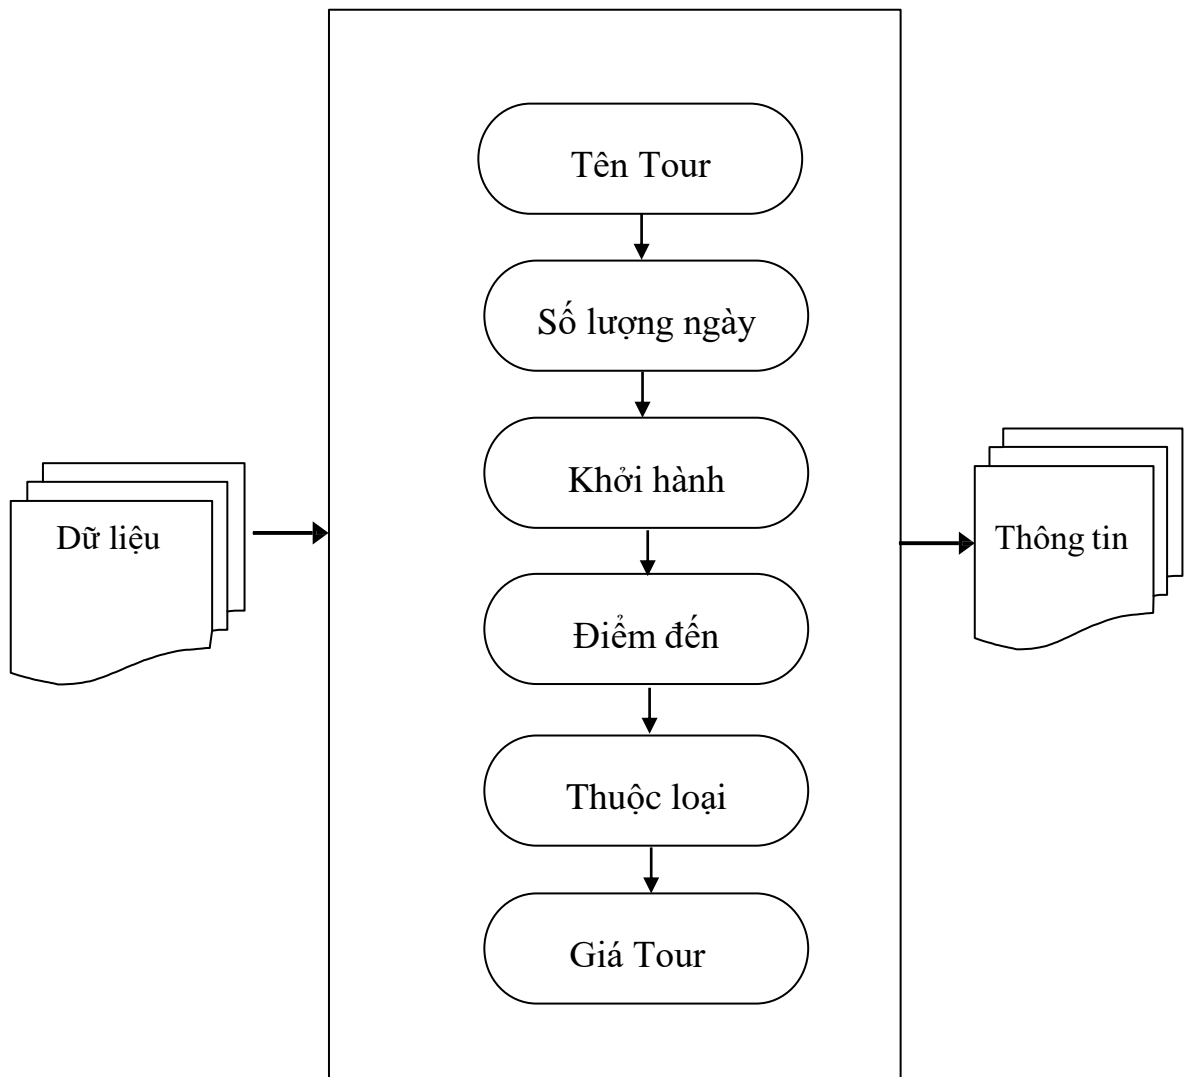 Tên Tour
Số lượng ngày
Khởi hành
Dữ liệu
Thông tin
Điểm đến
Thuộc loại
Giá Tour